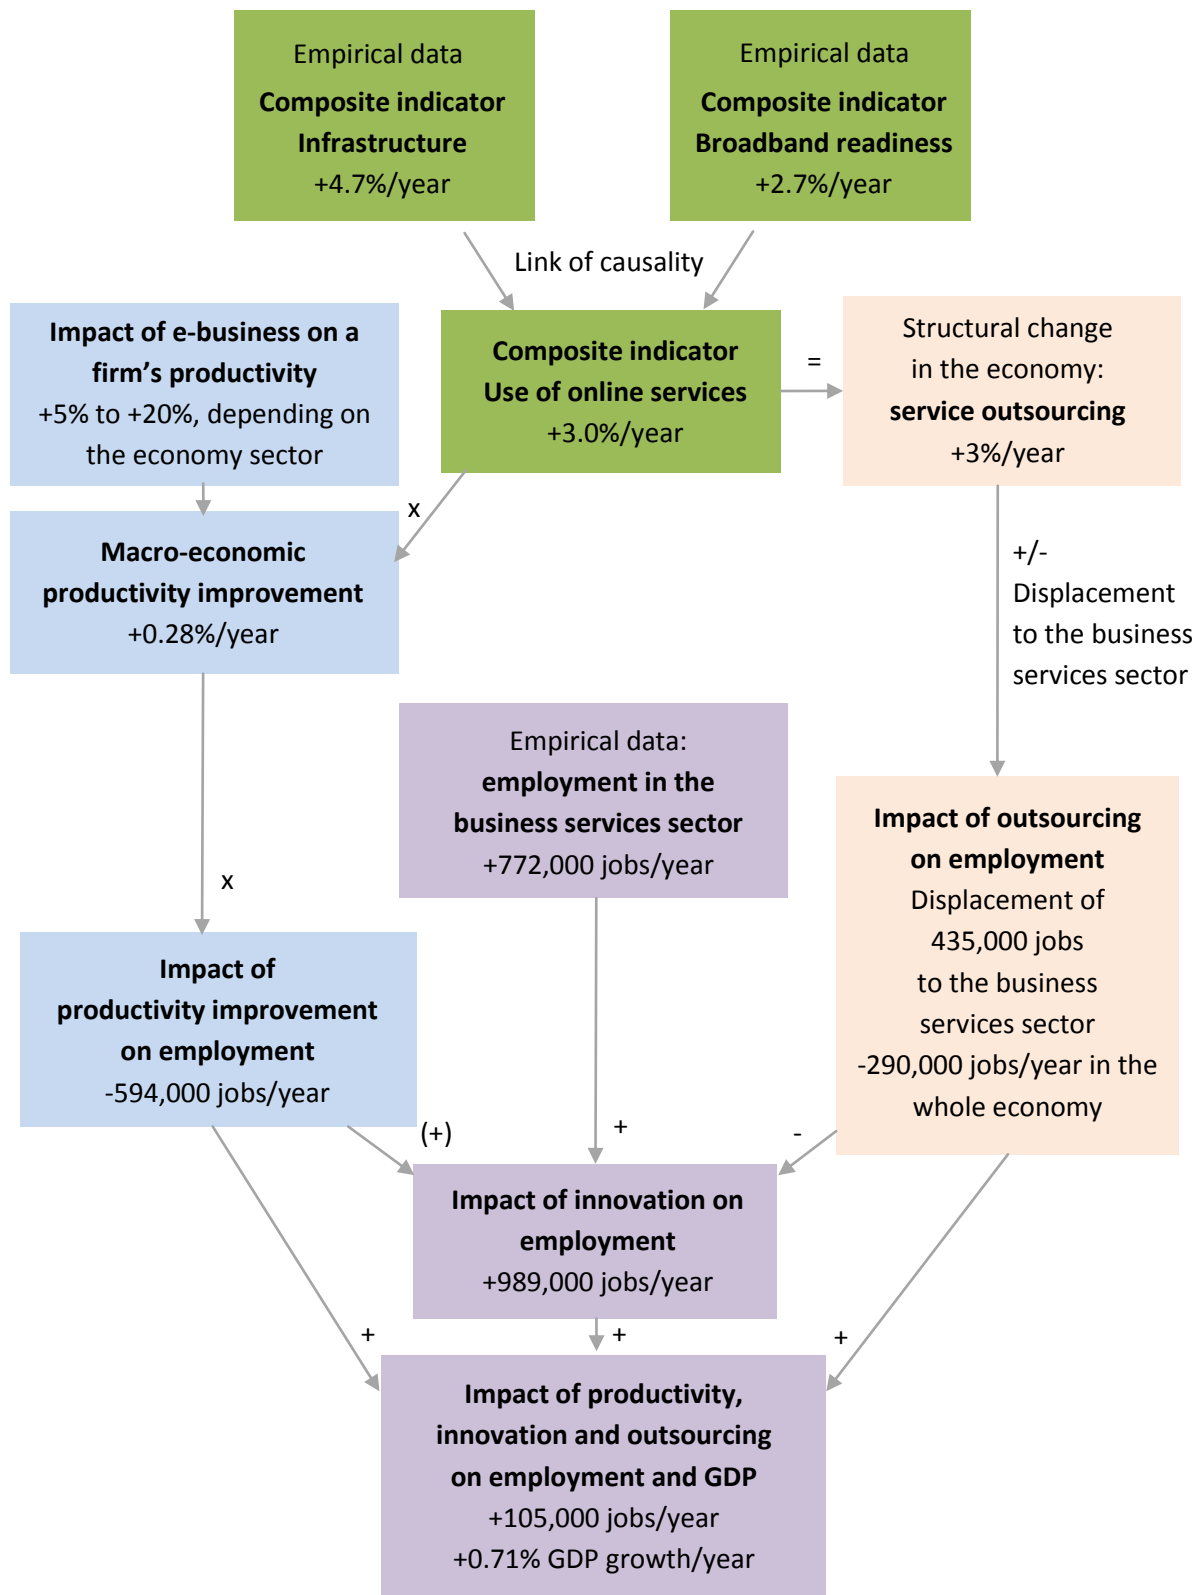 Empirical data
Composite indicator
Infrastructure
+4.7%/year
Empirical data
Composite indicator
Broadband readiness
+2.7%/year
Link of causality
Impact of e-business on a
firm's productivity
+5% to +20%, depending on
the economy sector
Composite indicator
Use of online services
+3.0%/year
=
Structural change
in the economy:
service outsourcing
+3%/year
x
Macro-economic
productivity improvement
+0.28%/year
+/-
Displacement
to the business
services sector
Empirical data:
employment in the
business services sector
+772,000 jobs/year
Impact of outsourcing
on employment
Displacement of
435,000 jobs
to the business
services sector
-290,000 jobs/year in the
whole economy
x
Impact of
productivity improvement
on employment
-594,000 jobs/year
(+)
+
-
Impact of innovation on
employment
+989,000 jobs/year
+
+
+
Impact of productivity,
innovation and outsourcing
on employment and GDP
+105,000 jobs/year
+0.71% GDP growth/year